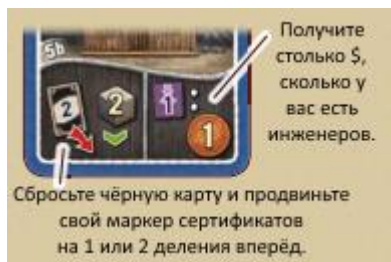 Получите
столько $,
сколько у
вас есть
инженеров.
5b
2
2
1 :
1
Сбросьте чёрную карту и продвиньте
свой маркер сертификатов
на 1 или 2 деления вперёд.